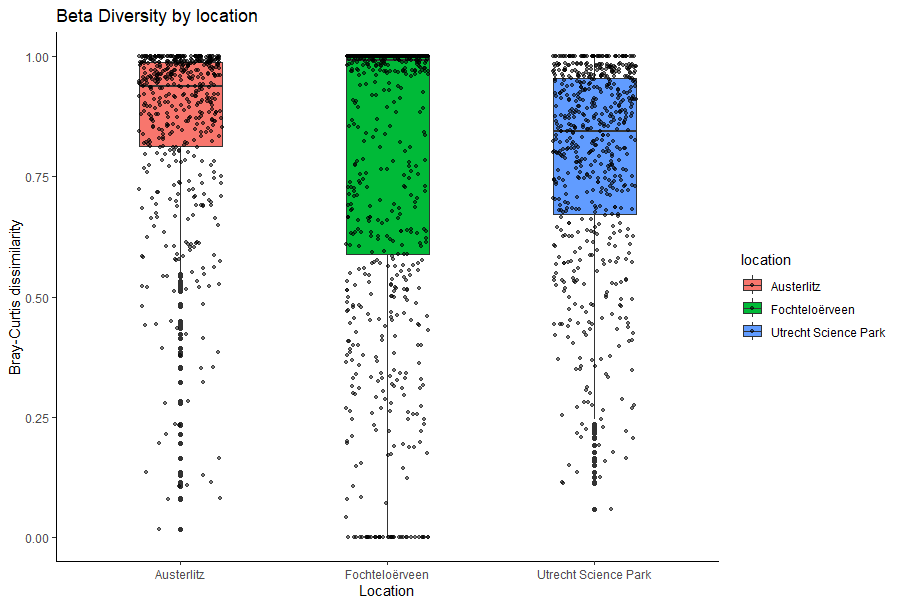 Beta Diversity by location
Bray-Curtis dissimilarity
1.00
0.75
0.50
0.25
0.00
Austerlitz
Fochteloërveen
Utrecht Science Park
Location
location
Austerlitz
Fochteloërveen
Utrecht Science Park